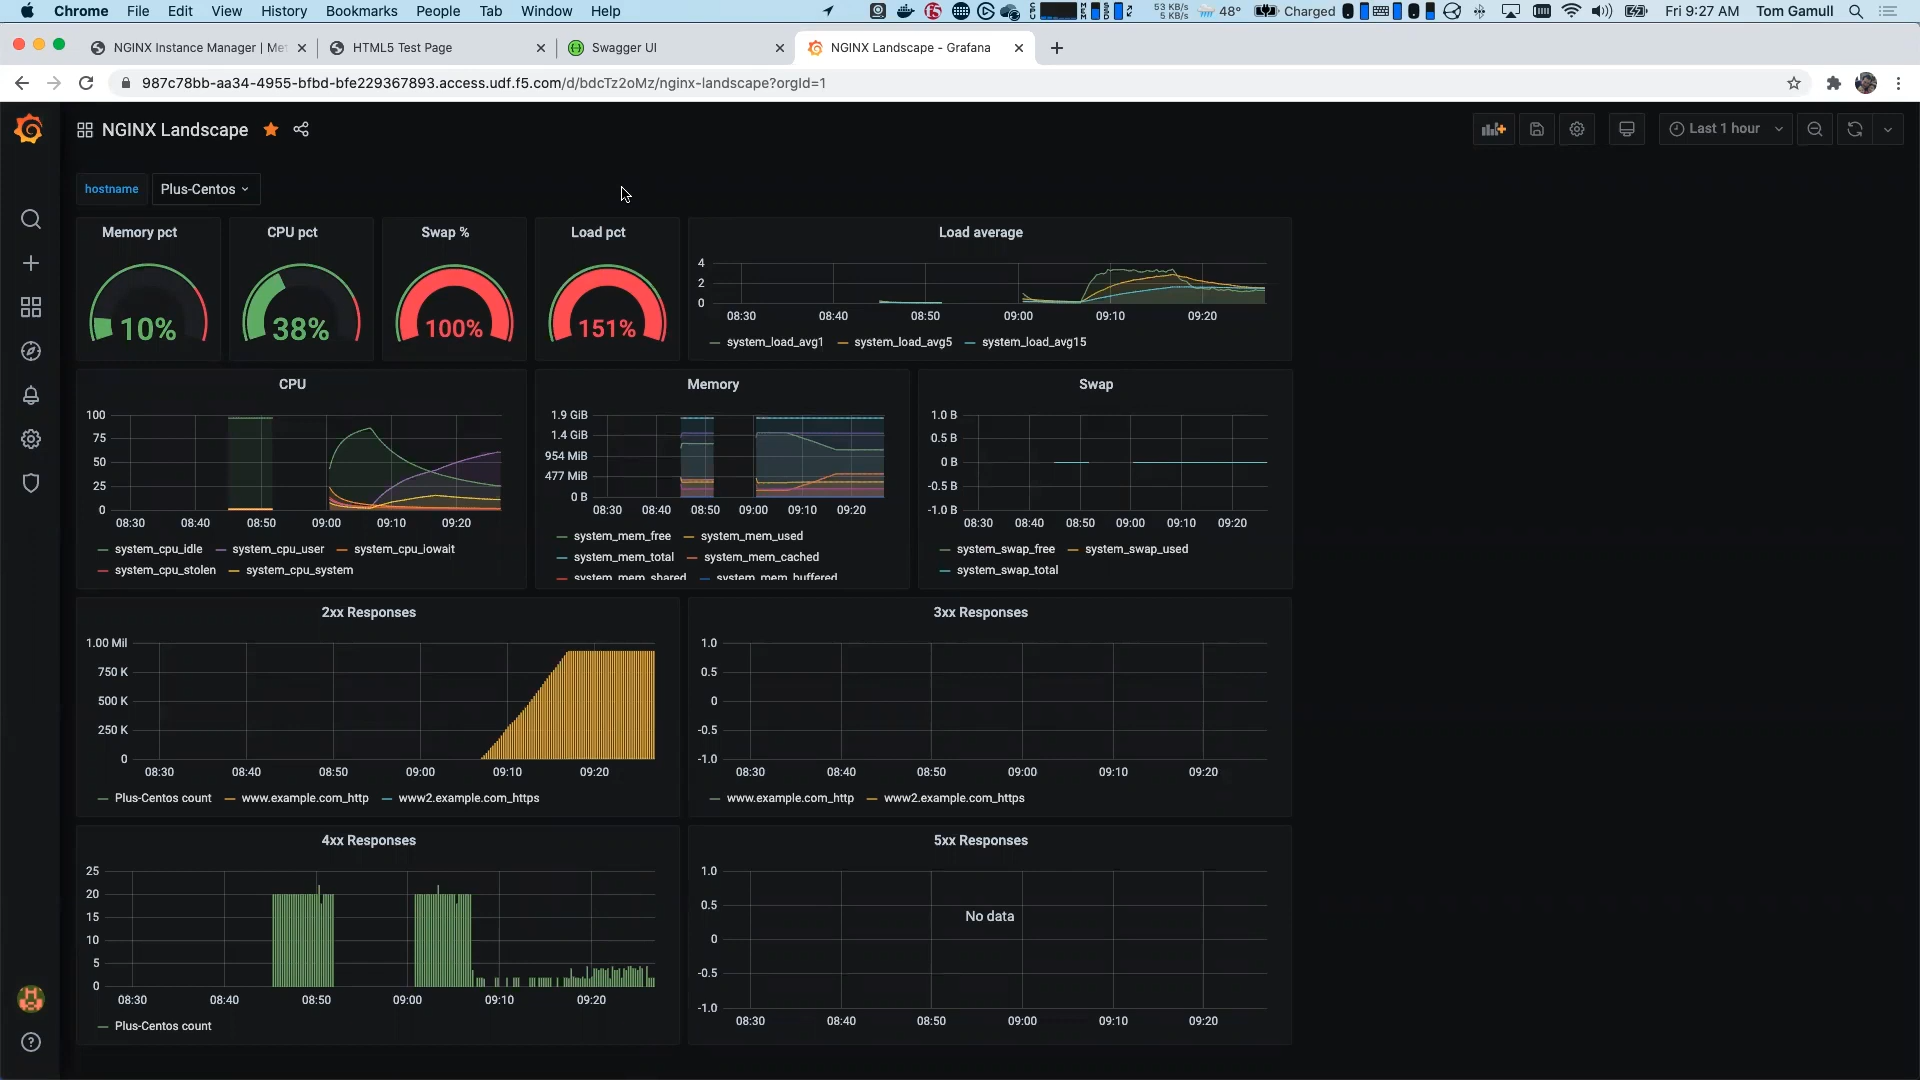 Chrome File Edit View History Bookmarks People Tab Window Help 53 KB/s 5 KB/s 48° Charged Fri 9:27 AM Tom Gamull
NGINX Instance Manager | Met HTML5 Test Page Swagger UI NGINX Landscape - Grafana
987c78bb-aa34-4955-bfbd-bfe229367893.access.udf.f5.com/d/bdcTz2oMz/nginx-landscape?orgId=1
NGINX Landscape Last 1 hour
hostname Plus-Centos
Memory pct CPU pct Swap % Load pct Load average
10% 38% 100% 151%
4
2
0
08:30 08:40 08:50 09:00 09:10 09:20
system_load_avg1 system_load_avg5 system_load_avg15
CPU
100
75
50
25
0
08:30 08:40 08:50 09:00 09:10 09:20
system_cpu_idle system_cpu_user system_cpu_iowait
system_cpu_stolen system_cpu_system
Memory
1.9 GiB
1.4 GiB
954 MiB
477 MiB
0 B
08:30 08:40 08:50 09:00 09:10 09:20
system_mem_free system_mem_used
system_mem_total system_mem_cached
system_mem_shared system_mem_buffered
Swap
1.0 B
0.5 B
0 B
-0.5 B
-1.0 B
08:30 08:40 08:50 09:00 09:10 09:20
system_swap_free system_swap_used
system_swap_total
2xx Responses
1.00 Mil
750 K
500 K
250 K
0
08:30 08:40 08:50 09:00 09:10 09:20
Plus-Centos count www.example.com_http www2.example.com_https
3xx Responses
1.0
0.5
0
-0.5
-1.0
08:30 08:40 08:50 09:00 09:10 09:20
www.example.com_http www2.example.com_https
4xx Responses
25
20
15
10
5
0
08:30 08:40 08:50 09:00 09:10 09:20
Plus-Centos count
5xx Responses
1.0
0.5
No data
0
-0.5
-1.0
08:30 08:40 08:50 09:00 09:10 09:20